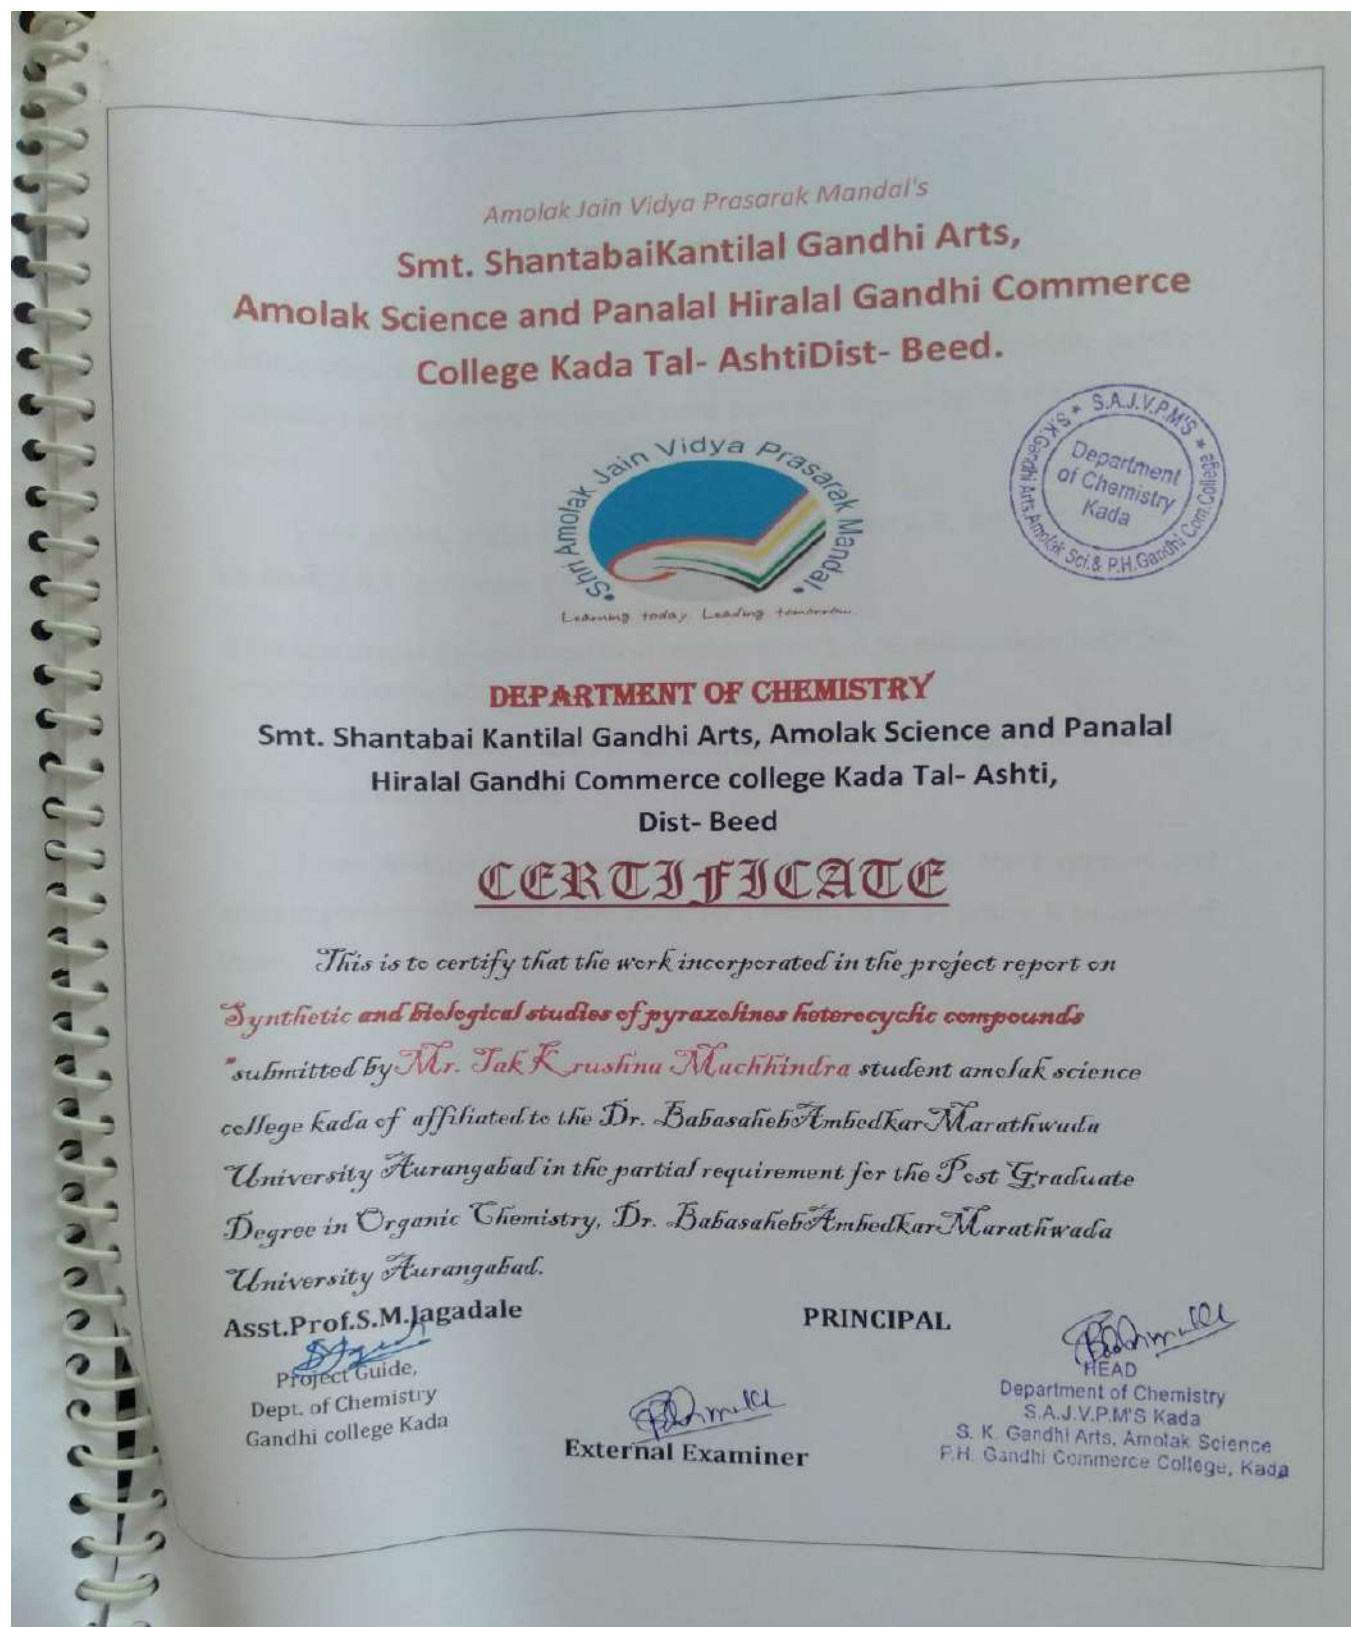 Amolak Jain Vidya Prasarak Mandal's
Smt. ShantabaiKantilal Gandhi Arts,
Amolak Science and Panalal Hiralal Gandhi Commerce
College Kada Tal- AshtiDist- Beed.
Shri Amolak Jain Vidya Prasarak Mandal
Learning today Leading tomorrow
* S.A.J.V.P.M'S *
S.K.Gandhi Arts,Amolak Sci.& P.H.Gandhi Com.College
Department
of Chemistry
Kada
DEPARTMENT OF CHEMISTRY
Smt. Shantabai Kantilal Gandhi Arts, Amolak Science and Panalal
Hiralal Gandhi Commerce college Kada Tal- Ashti,
Dist- Beed
CERTIFICATE
This is to certify that the work incorporated in the project report on
Synthetic and biological studies of pyrazolines heterocyclic compounds
"submitted by Mr. Tak Krushna Machhindra student amolak science
college kada of affiliated to the Dr. BabasahebAmbedkarMarathwada
University Aurangabad in the partial requirement for the Post Graduate
Degree in Organic Chemistry, Dr. BabasahebAmbedkarMarathwada
University Aurangabad.
Asst.Prof.S.M.Jagadale
PRINCIPAL
Project Guide,
Dept. of Chemistry
Gandhi college Kada
External Examiner
HEAD
Department of Chemistry
S.A.J.V.P.M'S Kada
S. K. Gandhi Arts, Amolak Science
P.H. Gandhi Commerce College, Kada